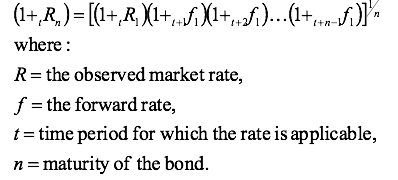 (1+ₜRₙ)=[(1+ₜR₁)(1+ₜ₊₁f₁)(1+ₜ₊₂f₁)...(1+ₜ₊ₙ₋₁f₁)]^(1/n)
where :
R = the observed market rate,
f = the forward rate,
t = time period for which the rate is applicable,
n = maturity of the bond.